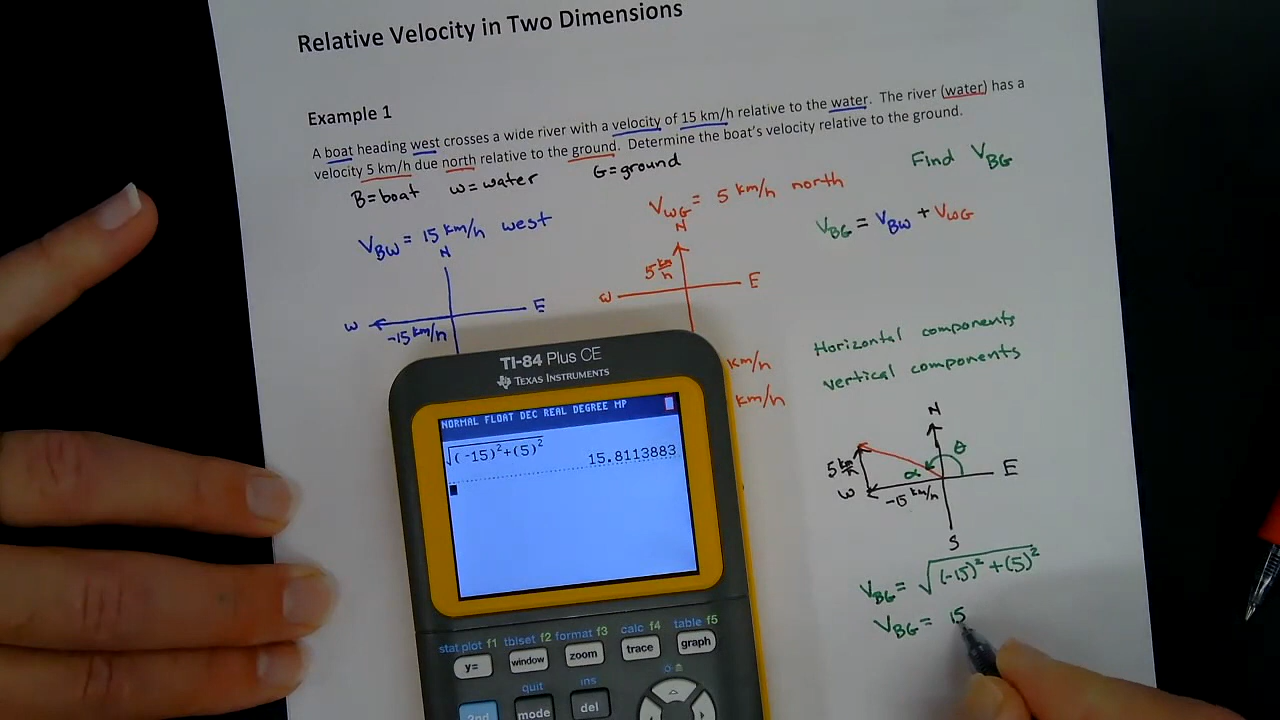 Relative Velocity in Two Dimensions
Example 1
A boat heading west crosses a wide river with a velocity of 15 km/h relative to the water. The river (water) has a
velocity 5 km/h due north relative to the ground. Determine the boat's velocity relative to the ground.
B=boat w=water G=ground
Find VBG
VBW = 15 km/h west
VWG = 5 km/h north
VBG = VBW + VWG
N
W E
-15 km/h
N
5 km/h
W E
km/h
km/h
Horizontal components
vertical components
N
θ
α
5 km/h
W E
-15 km/h
S
VBG = √(-15)² + (5)²
VBG = 15
TI-84 Plus CE
TEXAS INSTRUMENTS
NORMAL FLOAT DEC REAL DEGREE MP
√(-15)²+(5)²
15.8113883
stat plot f1 tblset f2 format f3 calc f4 table f5
y= window zoom trace graph
quit ins
2nd mode del